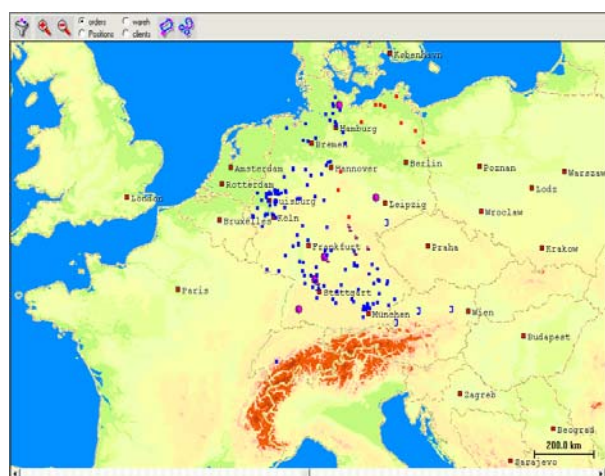 orders
wareh
Positions
clients
København
Hamburg
Bremen
Hannover
Berlin
Poznan
Warszaw
Amsterdam
Rotterdam
Lodz
London
Duisburg
Leipzig
Wroclaw
Bruxelles
Köln
Frankfurt
Praha
Krakow
Paris
Stuttgart
München
Wien
Budapest
Zagreb
Beograd
200.0 km
Sarajevo